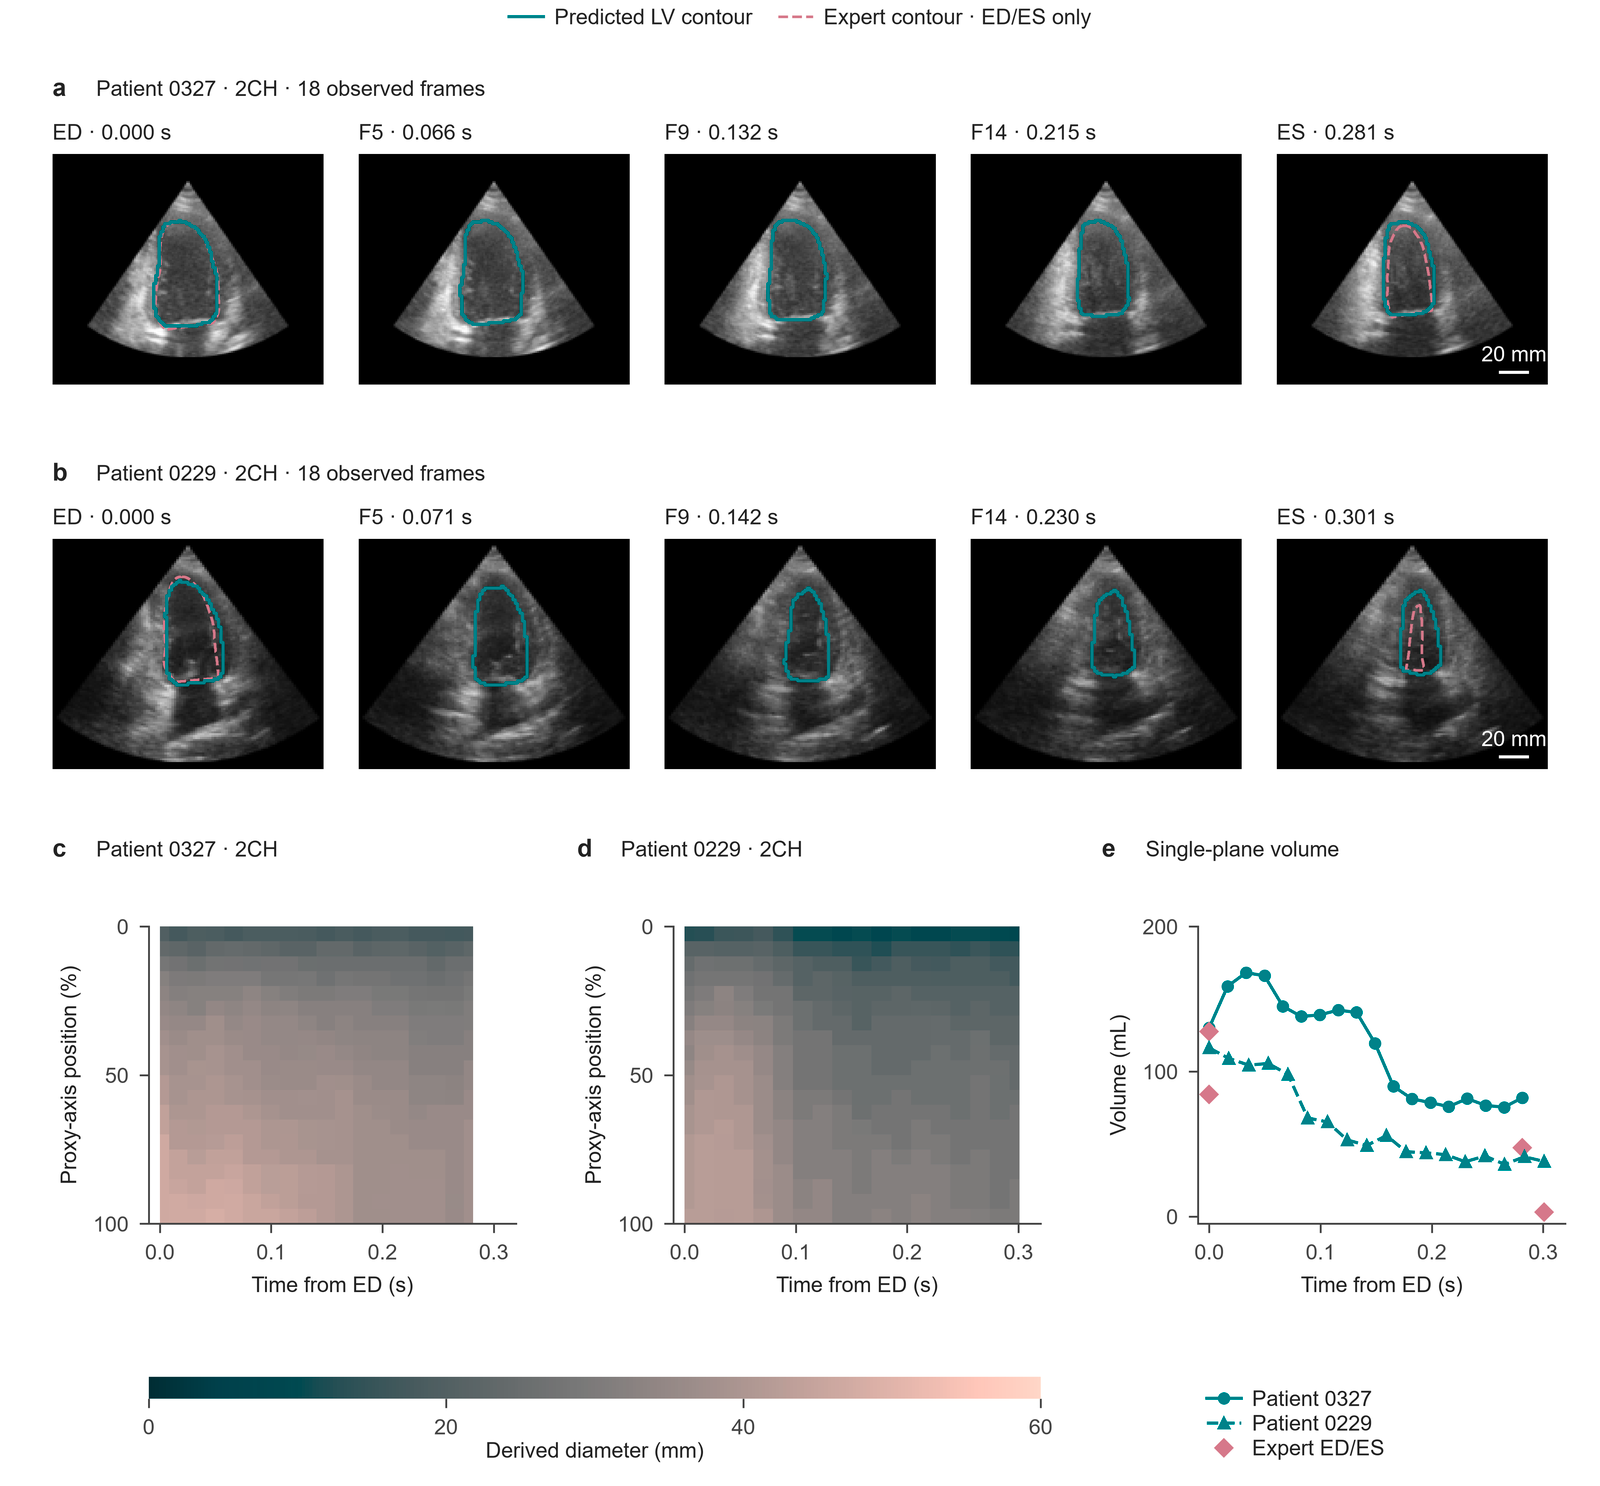 Predicted LV contour
Expert contour · ED/ES only
a Patient 0327 · 2CH · 18 observed frames
ED · 0.000 s
F5 · 0.066 s
F9 · 0.132 s
F14 · 0.215 s
ES · 0.281 s
20 mm
b Patient 0229 · 2CH · 18 observed frames
ED · 0.000 s
F5 · 0.071 s
F9 · 0.142 s
F14 · 0.230 s
ES · 0.301 s
20 mm
c Patient 0327 · 2CH
Proxy-axis position (%)
0
50
100
0.0 0.1 0.2 0.3
Time from ED (s)
d Patient 0229 · 2CH
Proxy-axis position (%)
0
50
100
0.0 0.1 0.2 0.3
Time from ED (s)
e Single-plane volume
Volume (mL)
200
100
0
0.0 0.1 0.2 0.3
Time from ED (s)
0 20 40 60
Derived diameter (mm)
Patient 0327
Patient 0229
Expert ED/ES